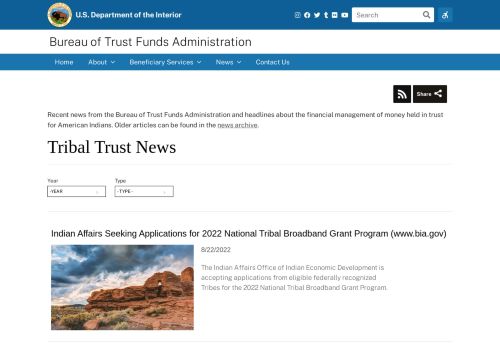 U.S. Department of the Interior
Search
Bureau of Trust Funds Administration
Home About Beneficiary Services News Contact Us
Share
Recent news from the Bureau of Trust Funds Administration and headlines about the financial management of money held in trust
for American Indians. Older articles can be found in the news archive.
Tribal Trust News
Year Type
-YEAR - TYPE -
Indian Affairs Seeking Applications for 2022 National Tribal Broadband Grant Program (www.bia.gov)
8/22/2022
The Indian Affairs Office of Indian Economic Development is
accepting applications from eligible federally recognized
Tribes for the 2022 National Tribal Broadband Grant Program.